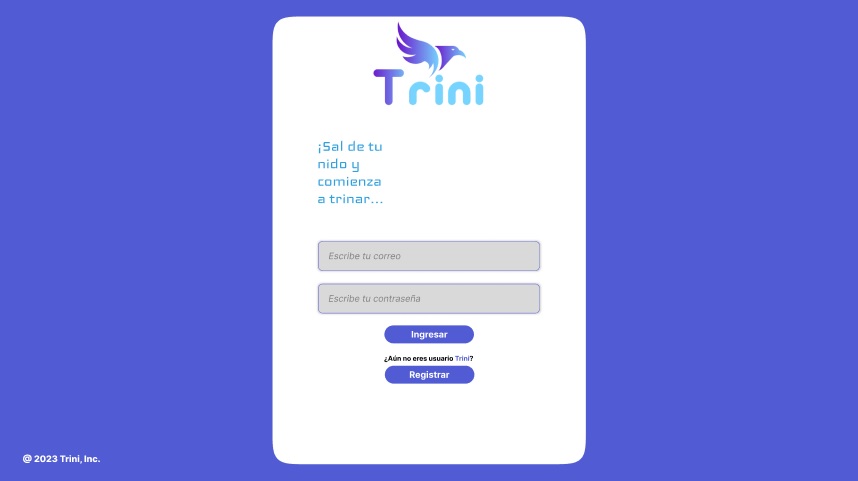 Trini
¡Sal de tu
nido y
comienza
a trinar...
Escribe tu correo
Escribe tu contraseña
Ingresar
¿Aún no eres usuario Trini?
Registrar
@ 2023 Trini, Inc.